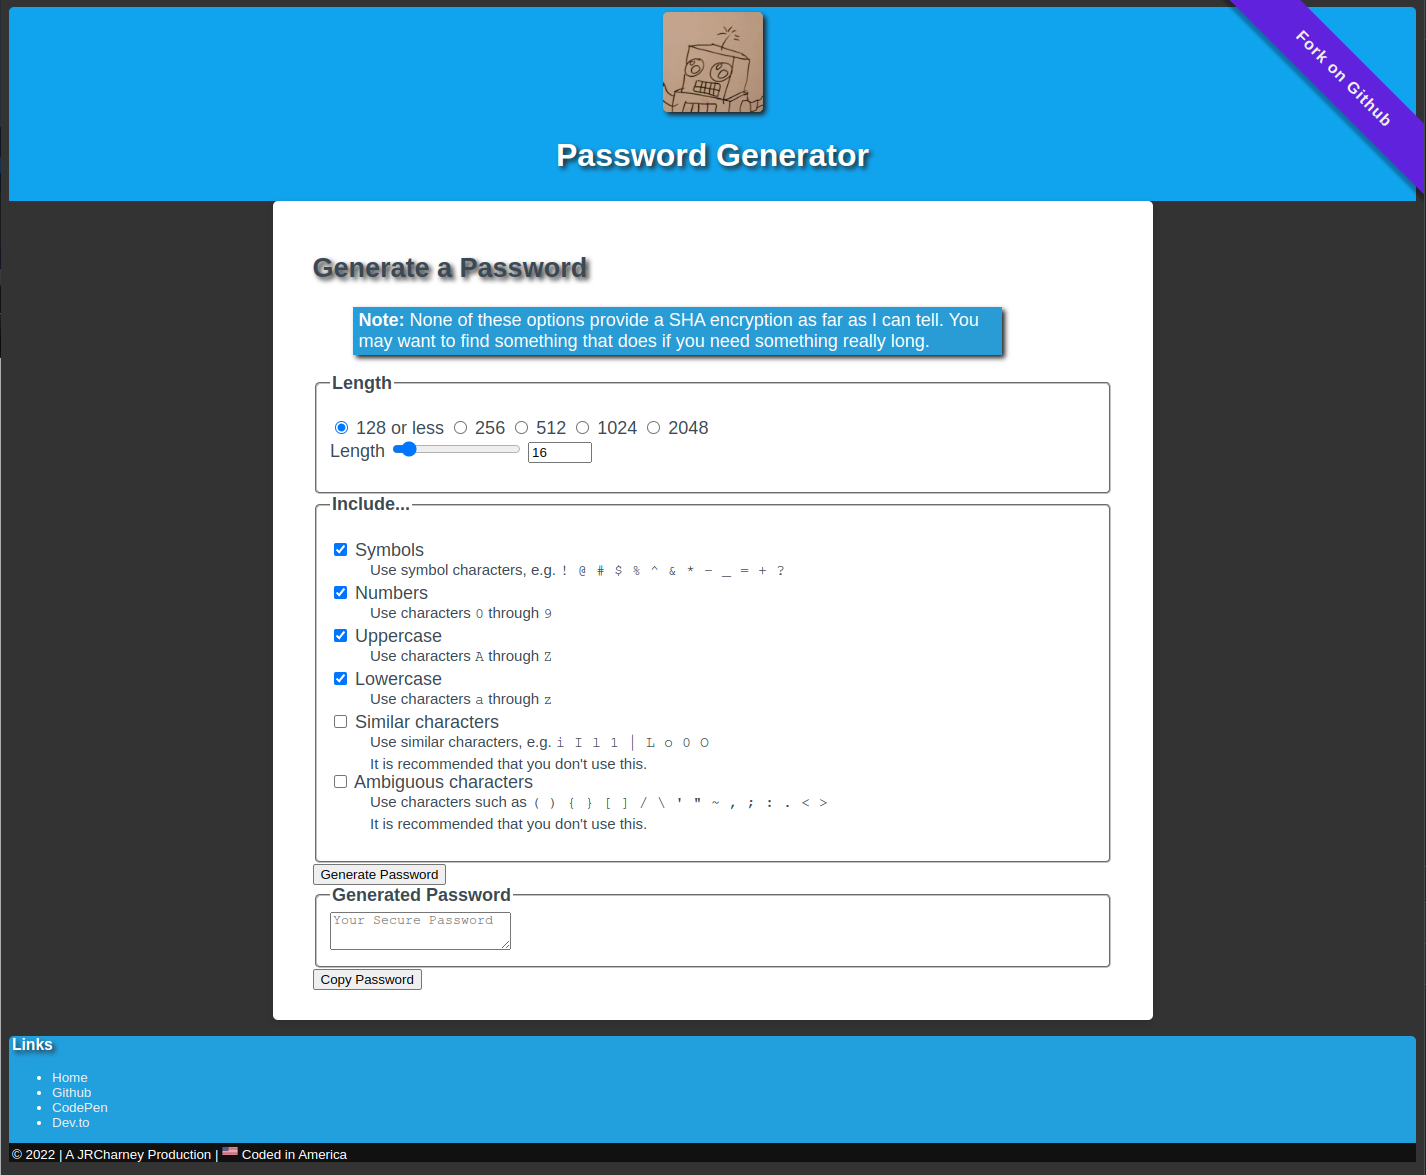 Fork on Github
Password Generator
Generate a Password
Note: None of these options provide a SHA encryption as far as I can tell. You
may want to find something that does if you need something really long.
Length
128 or less 256 512 1024 2048
Length 16
Include...
Symbols
Use symbol characters, e.g. ! @ # $ % ^ & * - _ = + ?
Numbers
Use characters 0 through 9
Uppercase
Use characters A through Z
Lowercase
Use characters a through z
Similar characters
Use similar characters, e.g. i I l 1 | L o 0 O
It is recommended that you don't use this.
Ambiguous characters
Use characters such as ( ) { } [ ] / \ ' " ~ , ; : . < >
It is recommended that you don't use this.
Generate Password
Generated Password
Your Secure Password
Copy Password
Links
Home
Github
CodePen
Dev.to
© 2022 | A JRCharney Production | 🇺🇸 Coded in America